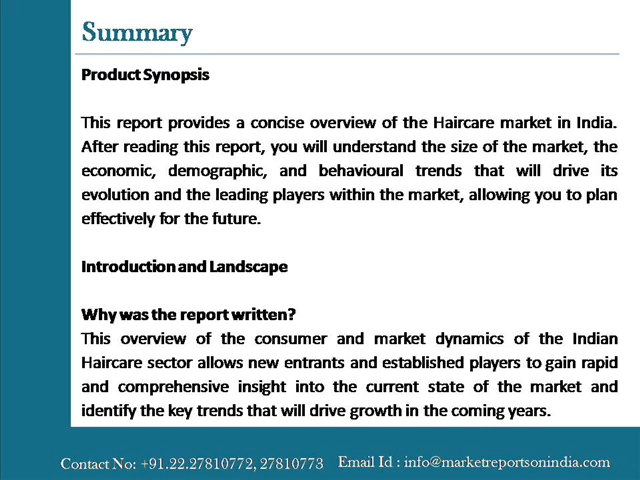 Summary
Product Synopsis
This report provides a concise overview of the Haircare market in India.
After reading this report, you will understand the size of the market, the
economic, demographic, and behavioural trends that will drive its
evolution and the leading players within the market, allowing you to plan
effectively for the future.
Introduction and Landscape
Why was the report written?
This overview of the consumer and market dynamics of the Indian
Haircare sector allows new entrants and established players to gain rapid
and comprehensive insight into the current state of the market and
identify the key trends that will drive growth in the coming years.
Contact No: +91.22.27810772, 27810773 Email Id : info@marketreportsonindia.com